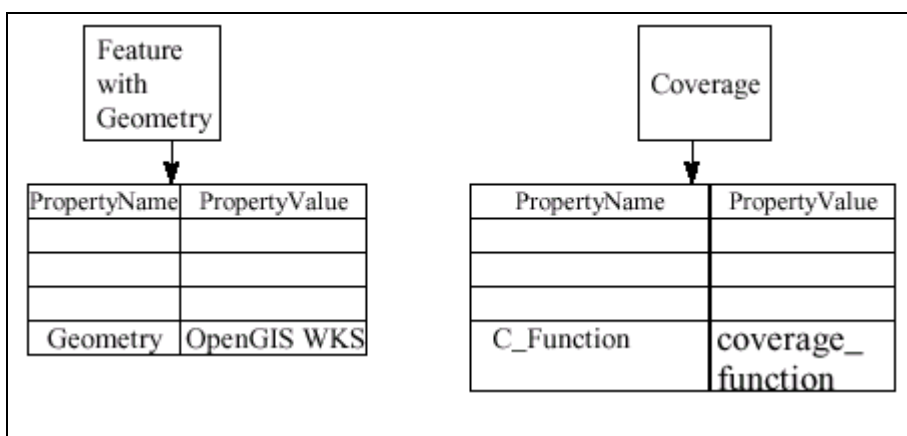 Feature
with
Geometry
Coverage
PropertyName PropertyValue
Geometry OpenGIS WKS
PropertyName PropertyValue
C_Function coverage_
function